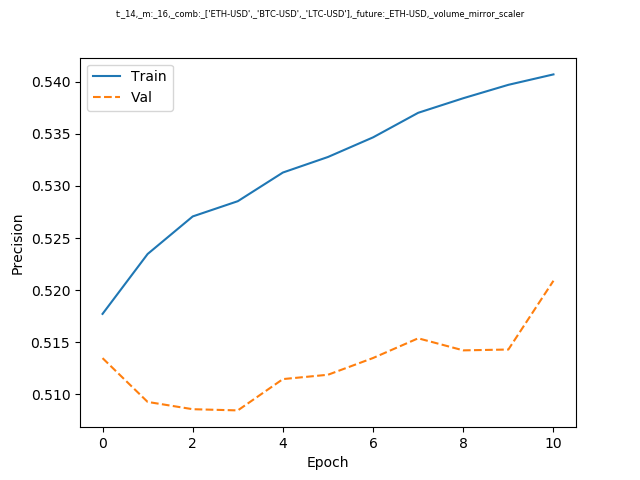 t:_14,_m:_16,_comb:_['ETH-USD',_'BTC-USD',_'LTC-USD'],_future:_ETH-USD,_volume_mirror_scaler
Train
Val
0.540
0.535
0.530
0.525
0.520
0.515
0.510
Precision
0 2 4 6 8 10
Epoch